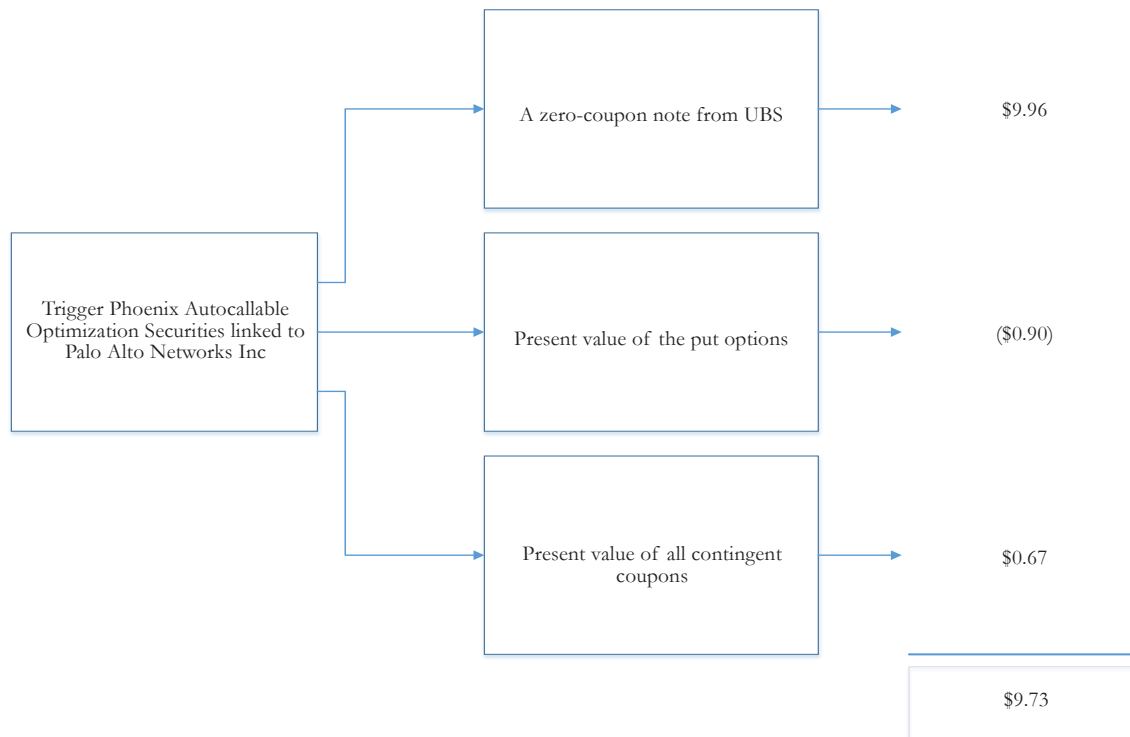 A zero-coupon note from UBS
$9.96
Trigger Phoenix Autocallable
Optimization Securities linked to
Palo Alto Networks Inc
Present value of the put options
($0.90)
Present value of all contingent
coupons
$0.67
$9.73